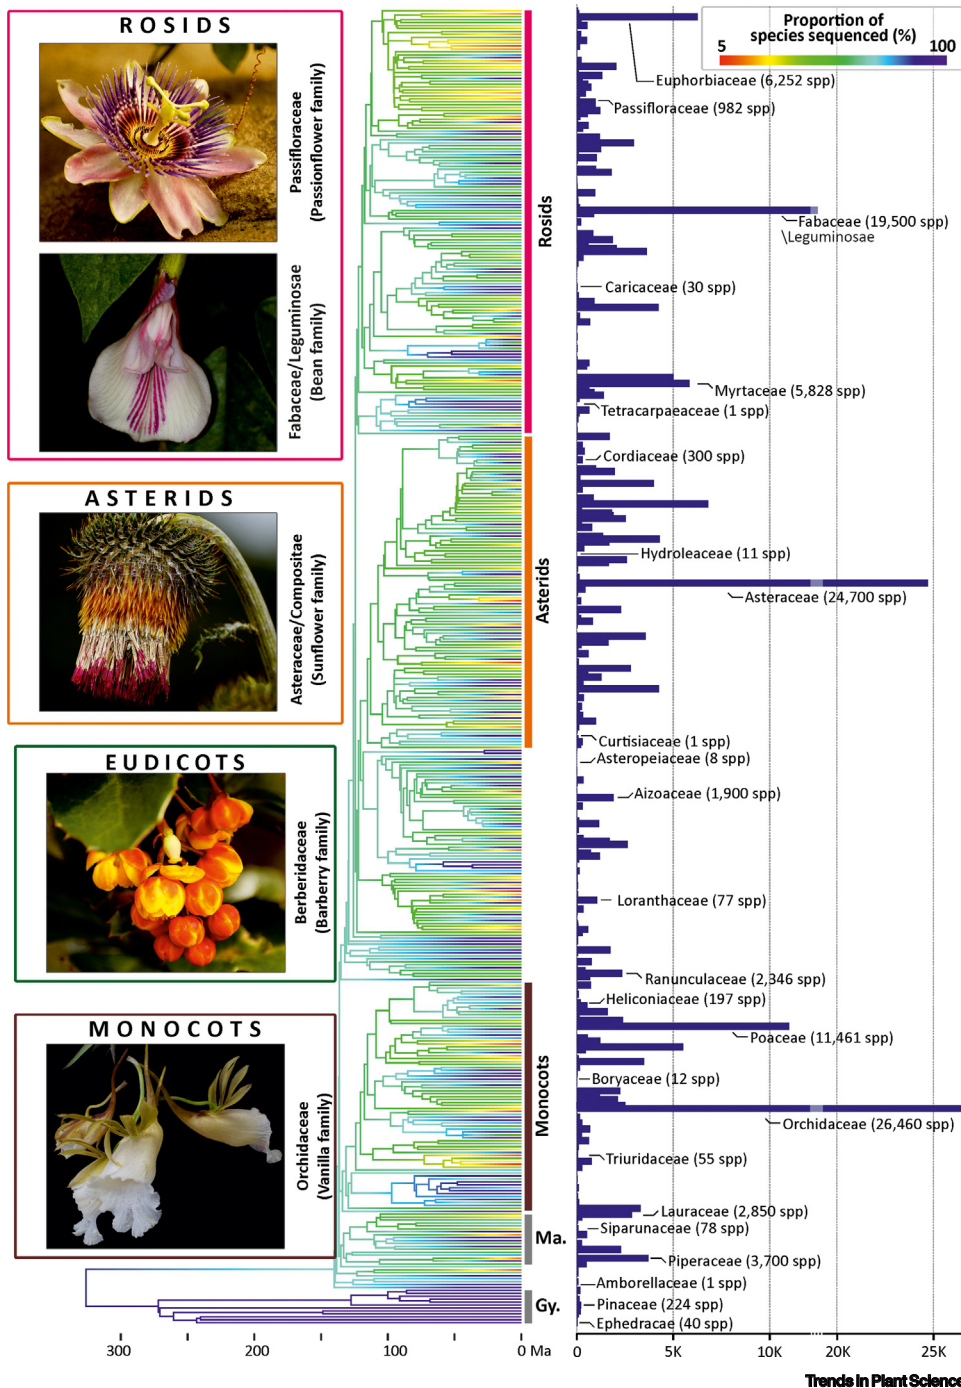 ROSIDS
Passifloraceae
(Passionflower family)
Fabaceae/Leguminosae
(Bean family)
ASTERIDS
Asteraceae/Compositae
(Sunflower family)
EUDICOTS
Berberidaceae
(Barberry family)
MONOCOTS
Orchidaceae
(Vanilla family)
Rosids
Asterids
Monocots
Ma.
Gy.
300
200
100
0 Ma
Proportion of
species sequenced (%)
5
100
Euphorbiaceae (6,252 spp)
Passifloraceae (982 spp)
Fabaceae (19,500 spp)
\Leguminosae
Caricaceae (30 spp)
Myrtaceae (5,828 spp)
Tetracarpaeaceae (1 spp)
Cordiaceae (300 spp)
Hydroleaceae (11 spp)
Asteraceae (24,700 spp)
Curtisiaceae (1 spp)
Asteropeiaceae (8 spp)
Aizoaceae (1,900 spp)
Loranthaceae (77 spp)
Ranunculaceae (2,346 spp)
Heliconiaceae (197 spp)
Poaceae (11,461 spp)
Boryaceae (12 spp)
Orchidaceae (26,460 spp)
Triuridaceae (55 spp)
Lauraceae (2,850 spp)
Siparunaceae (78 spp)
Piperaceae (3,700 spp)
Amborellaceae (1 spp)
Pinaceae (224 spp)
Ephedracae (40 spp)
0
5K
10K
20K
25K
Trends in Plant Science